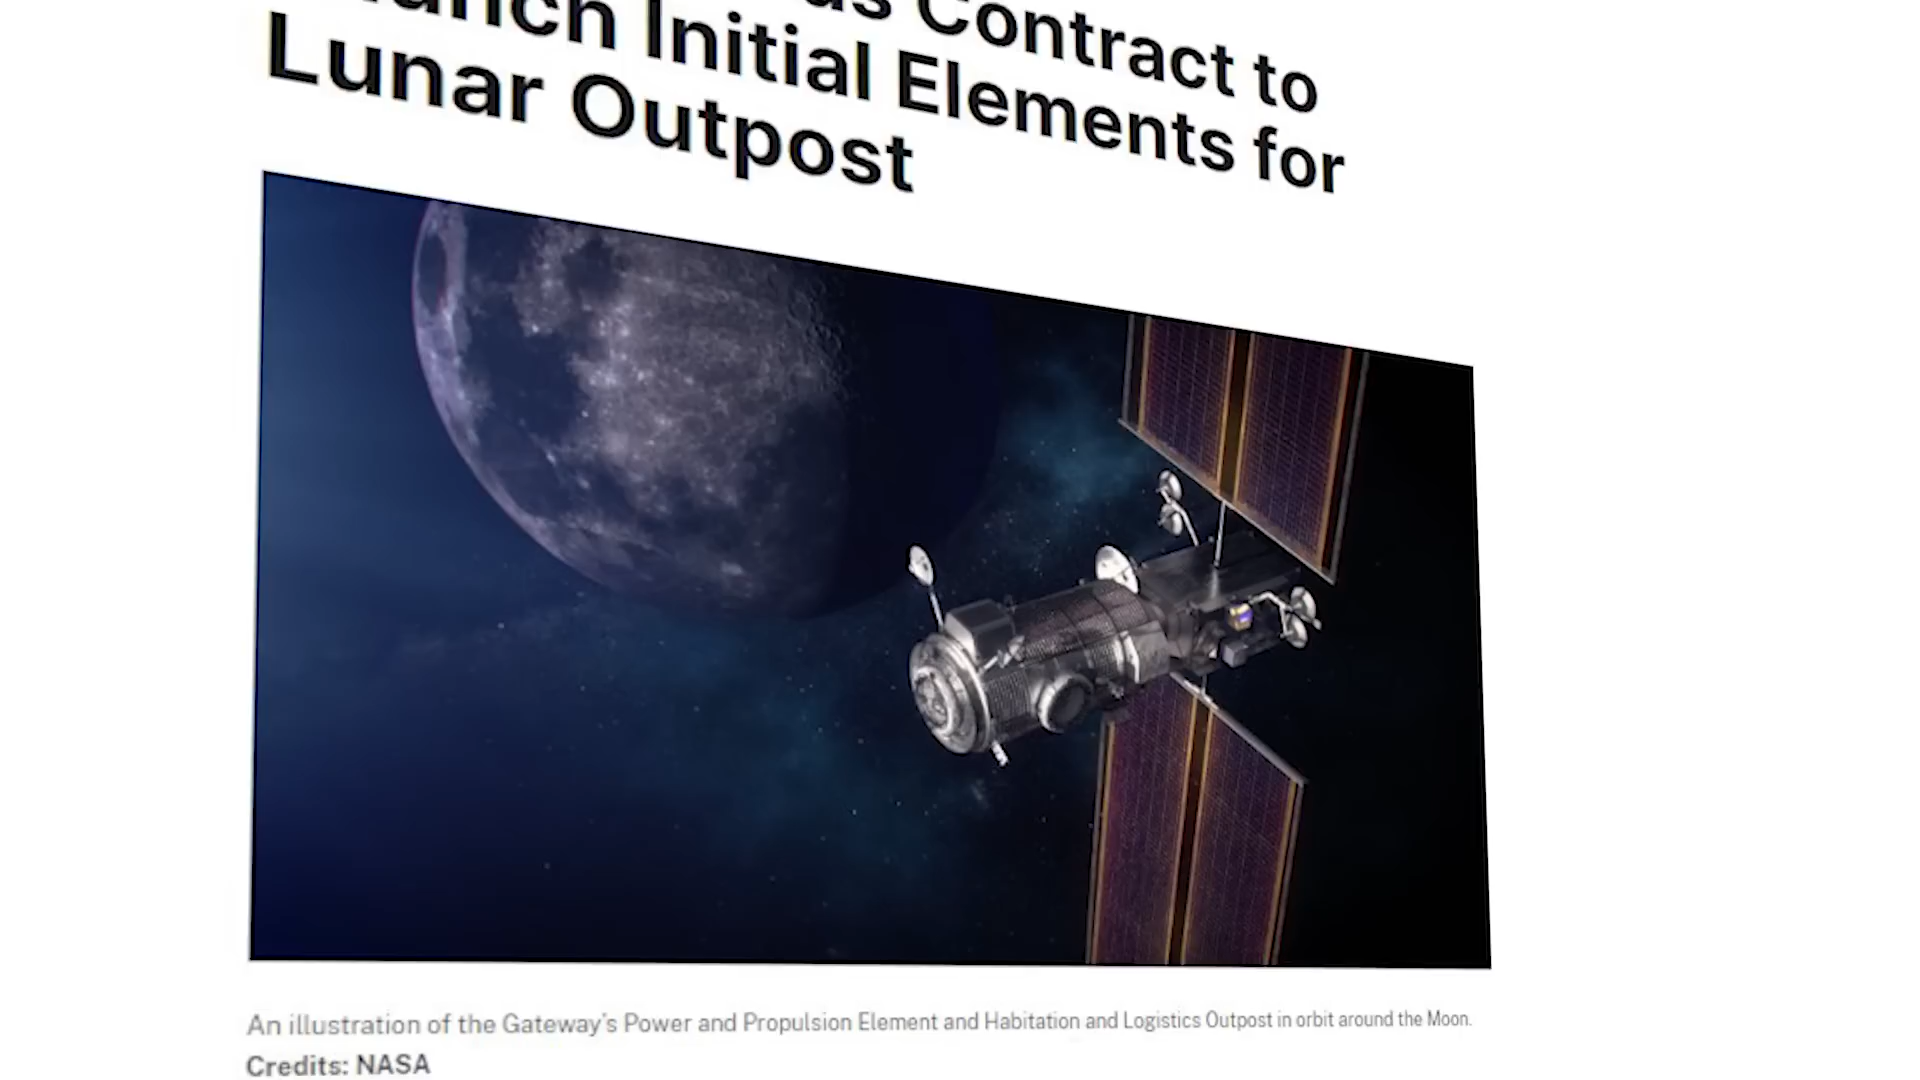 Contract to
Initial Elements for
Lunar Outpost
An illustration of the Gateway's Power and Propulsion Element and Habitation and Logistics Outpost in orbit around the Moon.
Credits: NASA